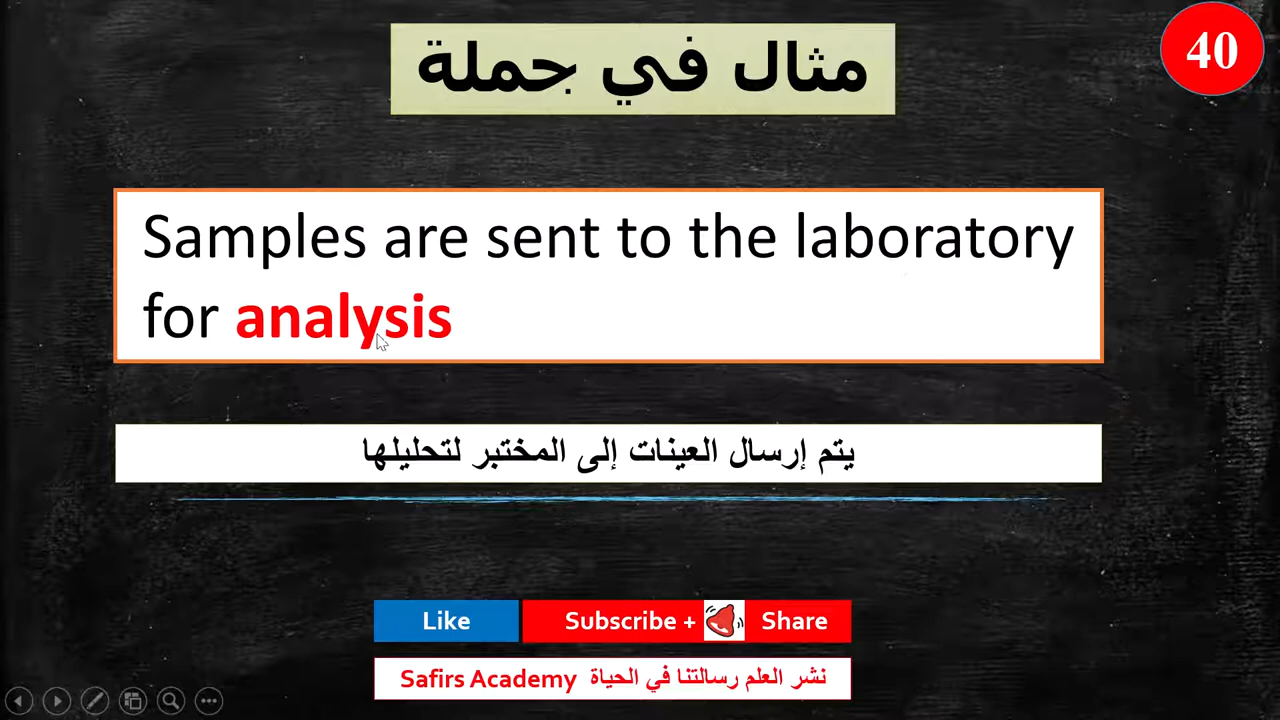 40
مثال في جملة
Samples are sent to the laboratory
for analysis
يتم إرسال العينات إلى المختبر لتحليلها
Like
Subscribe + Share
Safirs Academy نشر العلم رسالتنا في الحياة